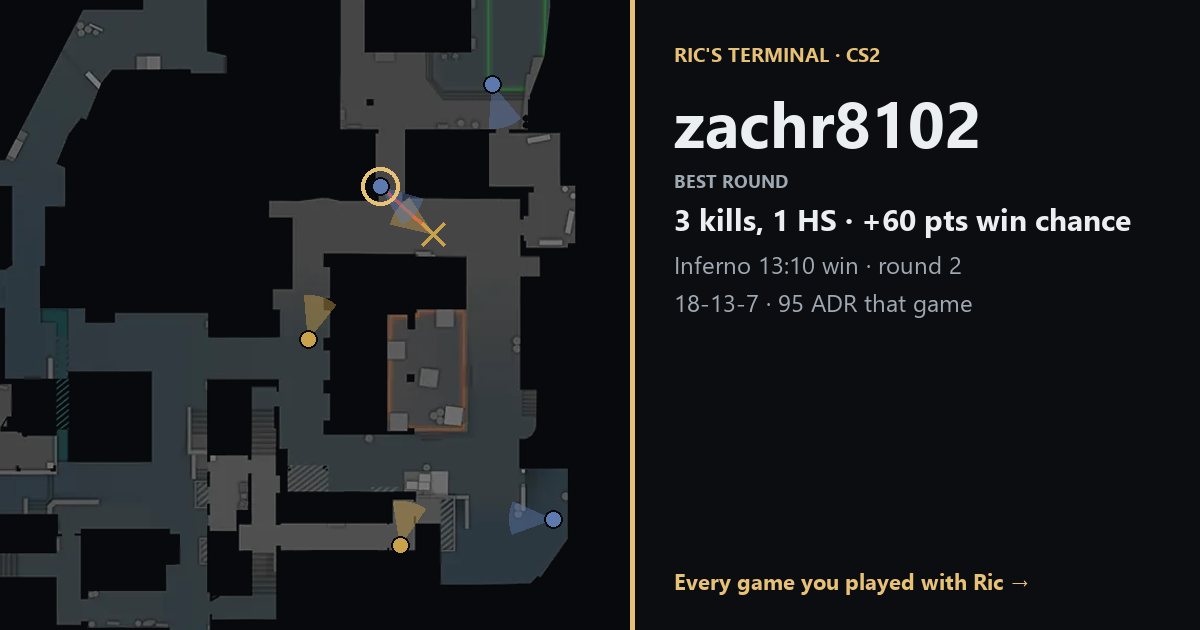 RIC'S TERMINAL · CS2
zachr8102
BEST ROUND
3 kills, 1 HS · +60 pts win chance
Inferno 13:10 win · round 2
18-13-7 · 95 ADR that game
Every game you played with Ric →